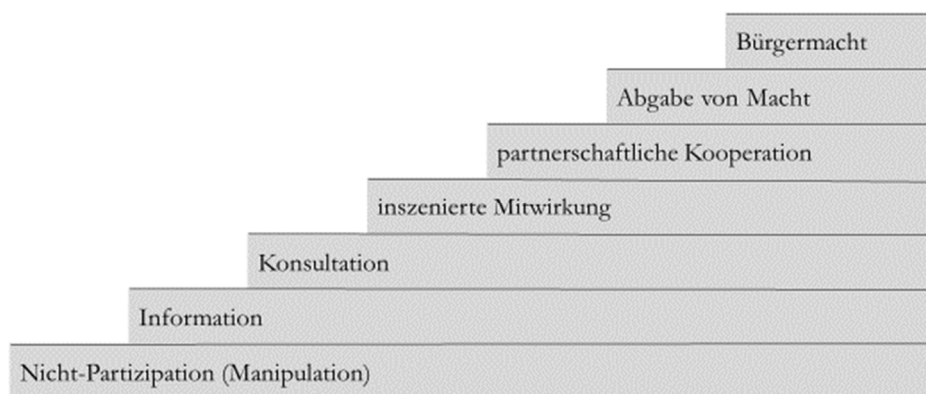 Bürgermacht
Abgabe von Macht
partnerschaftliche Kooperation
inszenierte Mitwirkung
Konsultation
Information
Nicht-Partizipation (Manipulation)